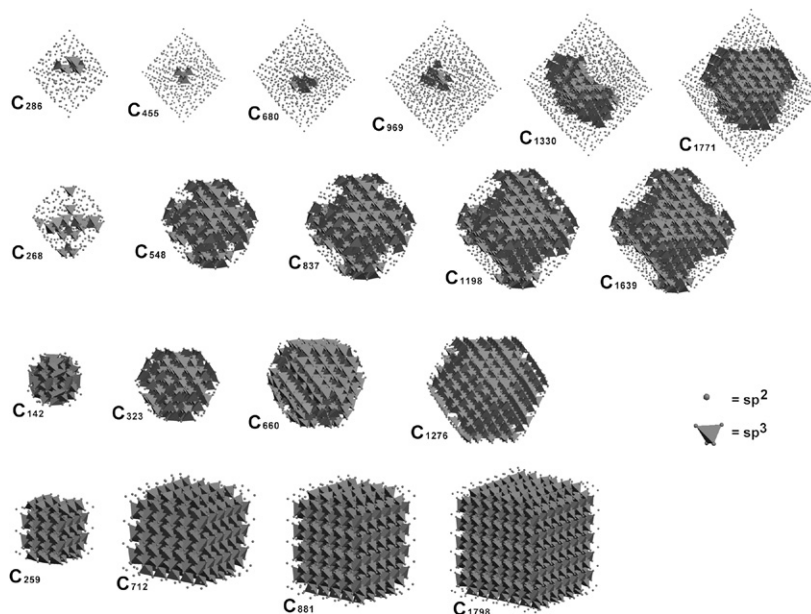 C286
C455
C680
C969
C1330
C1771
C268
C548
C837
C1198
C1639
C142
C323
C660
C1276
= sp2
= sp3
C259
C712
C881
C1798